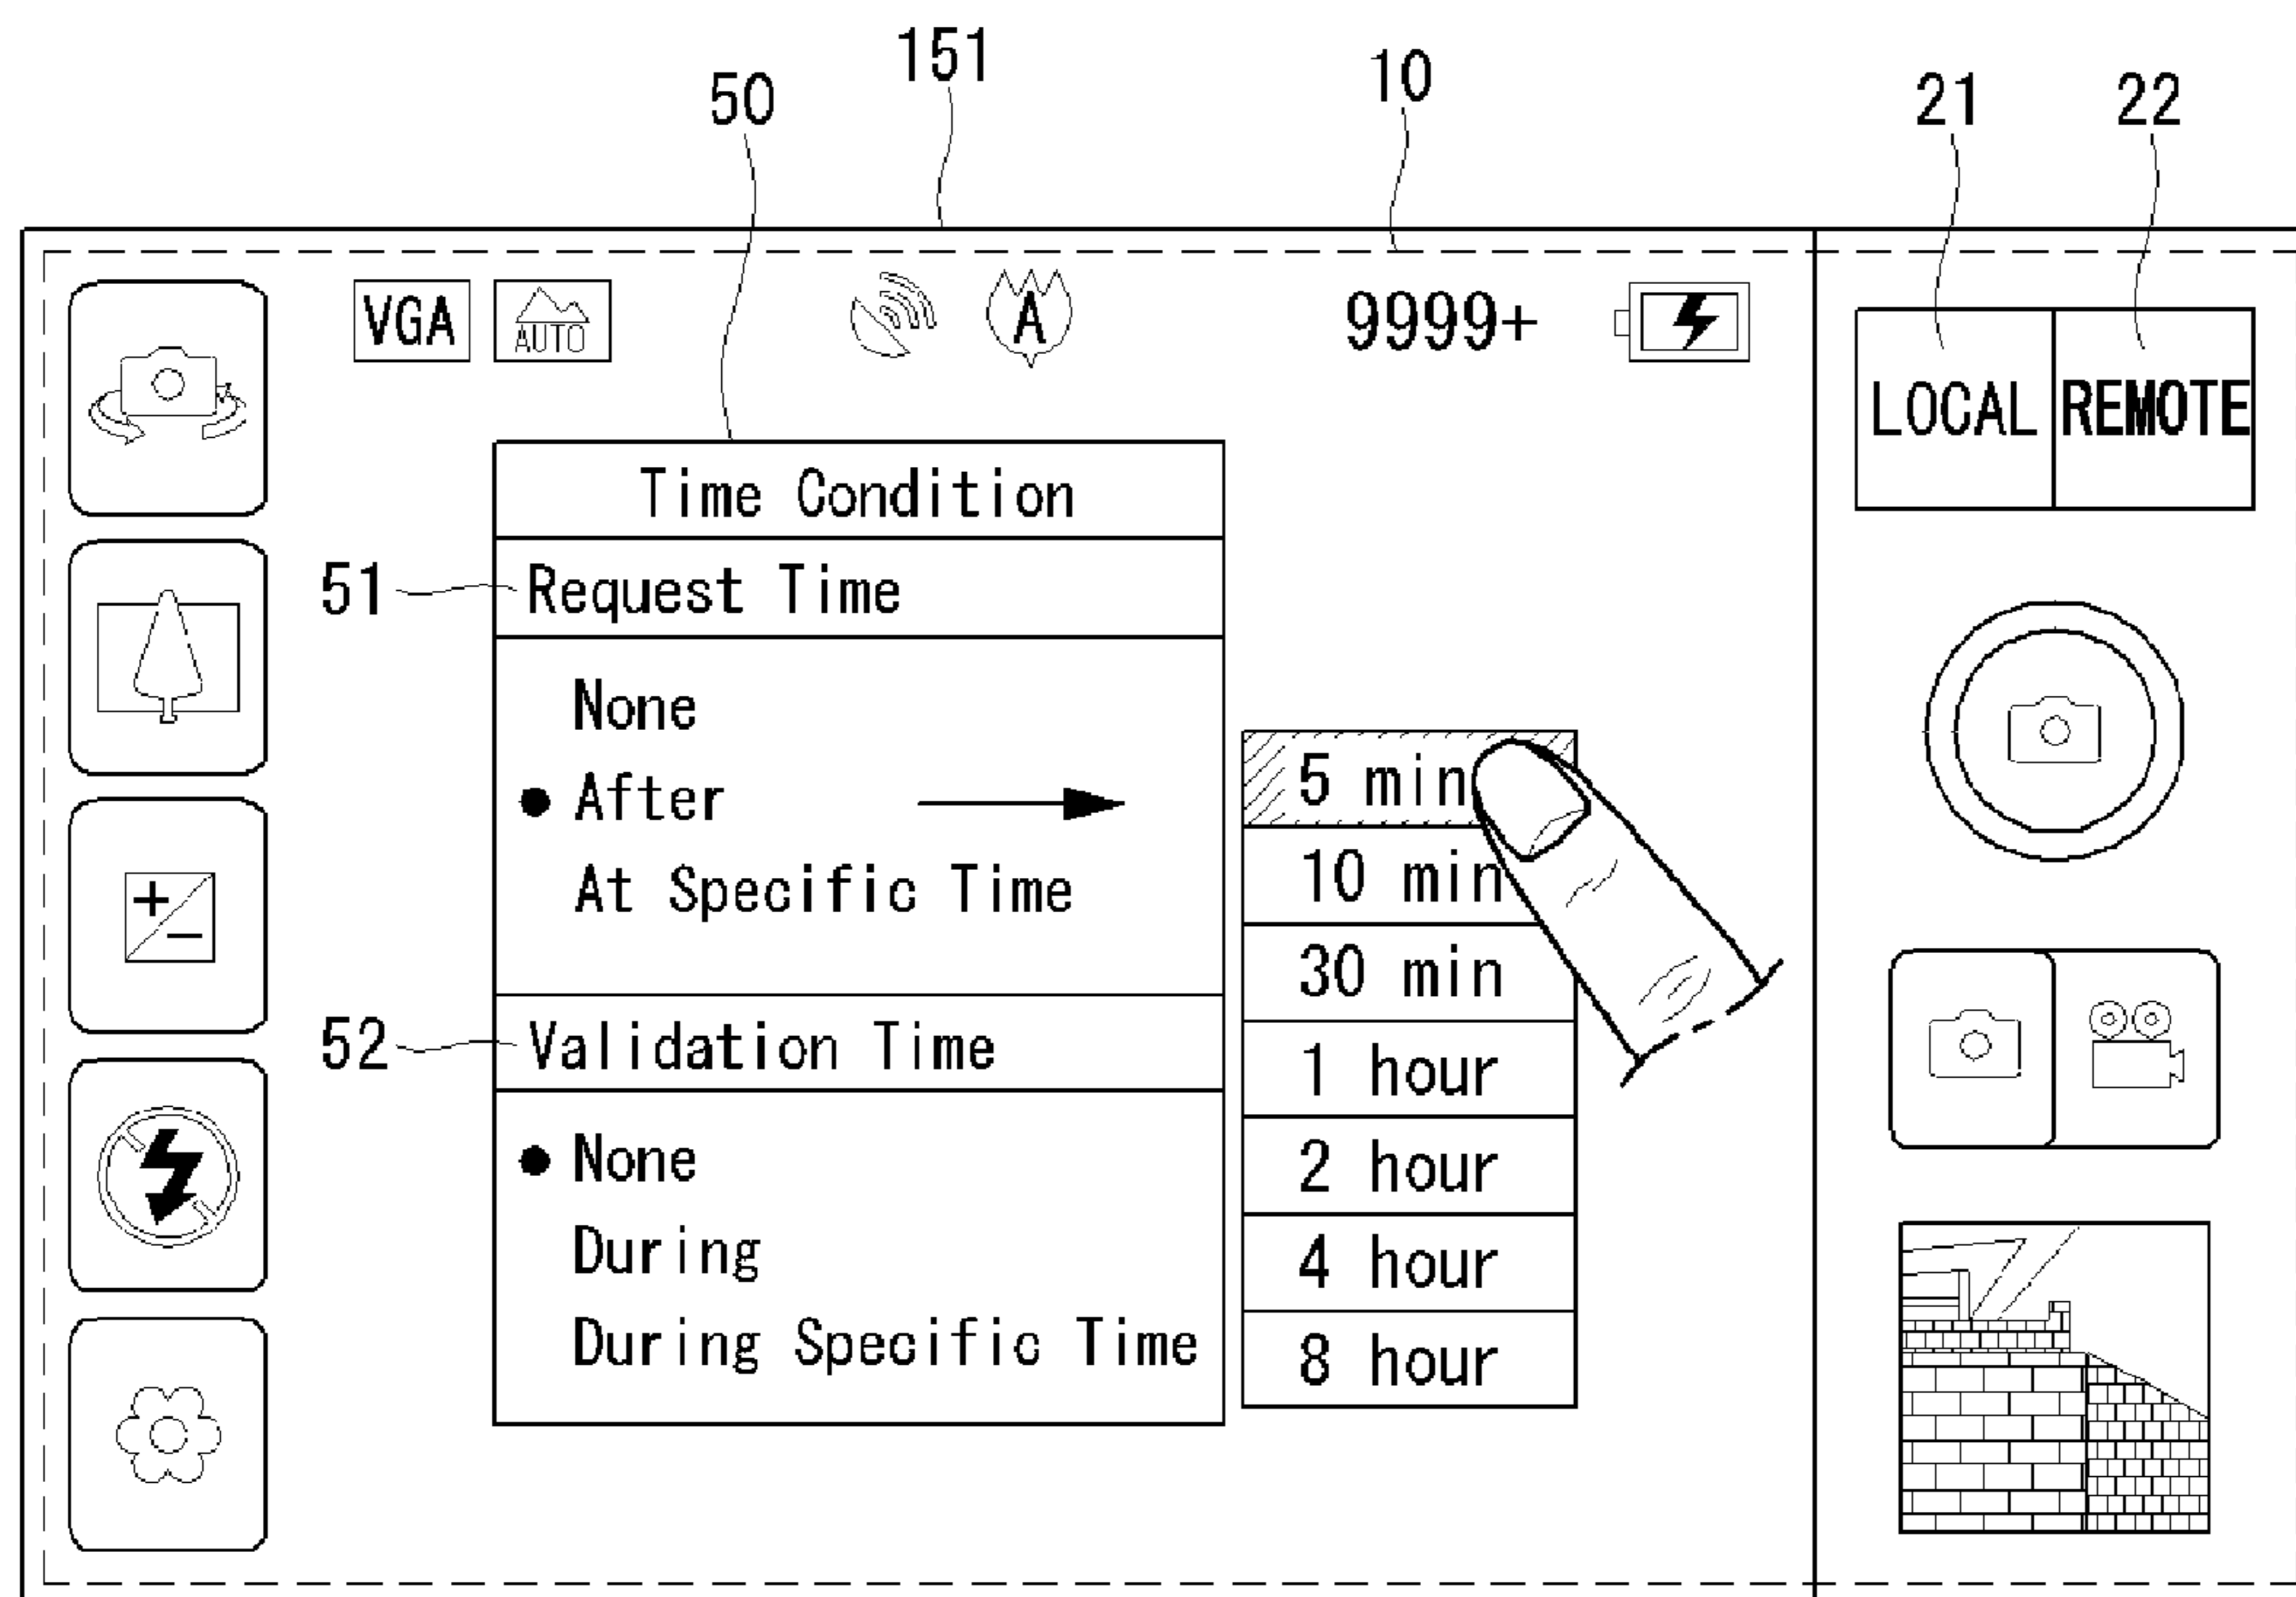 151
50
10
21
22
VGA
AUTO
A
9999+
LOCAL
REMOTE
Time Condition
51
Request Time
None
After
At Specific Time
5 min
10 min
30 min
1 hour
2 hour
4 hour
8 hour
52
Validation Time
None
During
During Specific Time